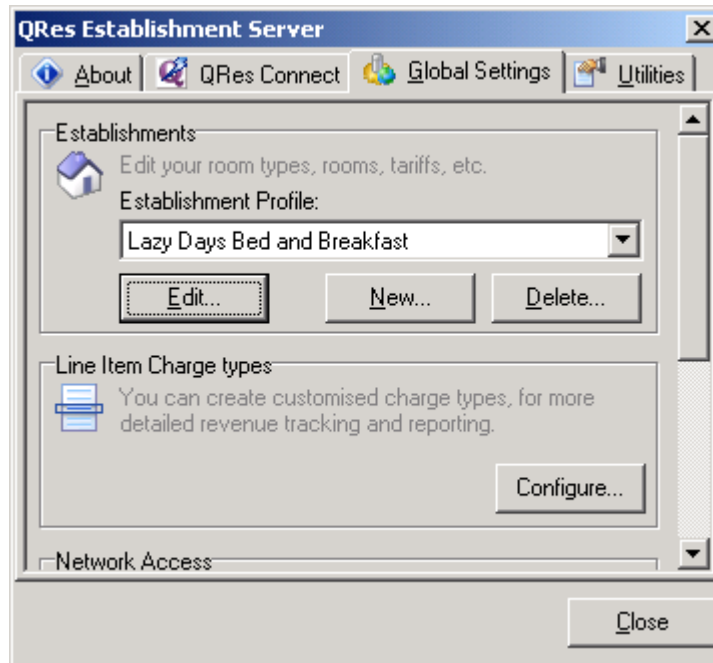 QRes Establishment Server
About QRes Connect Global Settings Utilities
Establishments
Edit your room types, rooms, tariffs, etc.
Establishment Profile:
Lazy Days Bed and Breakfast
Edit... New... Delete...
Line Item Charge types
You can create customised charge types, for more
detailed revenue tracking and reporting.
Configure...
Network Access
Close